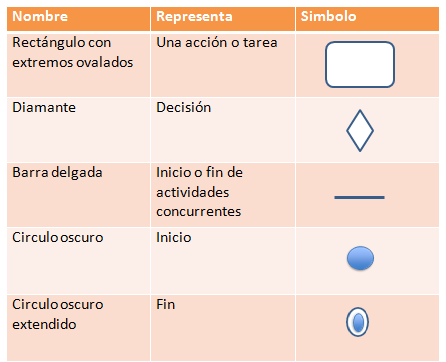 Nombre Representa Simbolo
Rectángulo con Una acción o tarea
extremos ovalados
Diamante Decisión
Barra delgada Inicio o fin de
actividades
concurrentes
Circulo oscuro Inicio
Circulo oscuro Fin
extendido